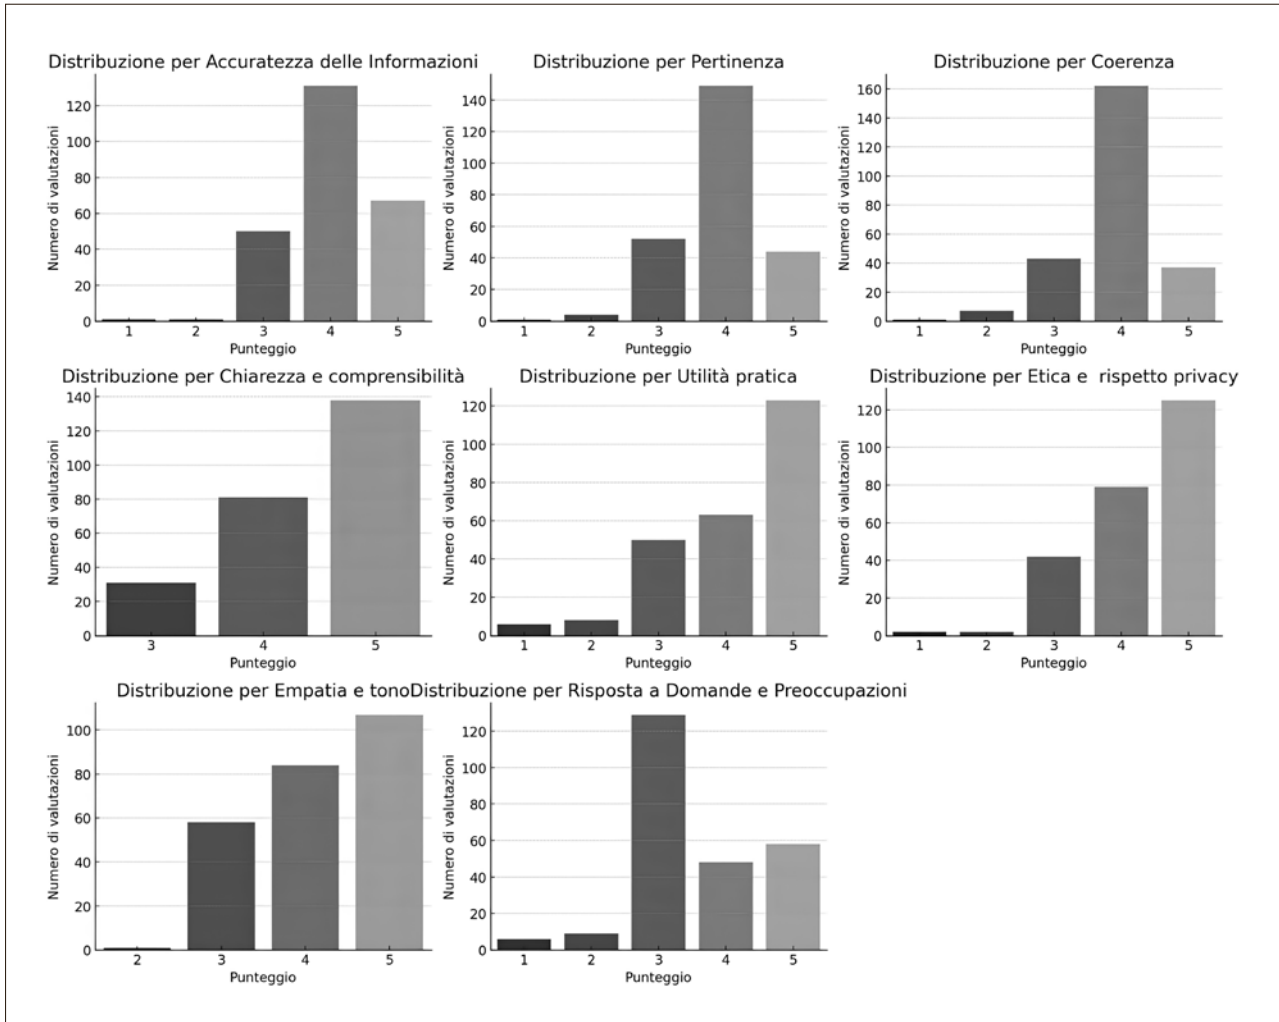 Distribuzione per Accuratezza delle Informazioni
Numero di valutazioni
120
100
80
60
40
20
0
1 2 3 4 5
Punteggio
Distribuzione per Pertinenza
Numero di valutazioni
140
120
100
80
60
40
20
0
1 2 3 4 5
Punteggio
Distribuzione per Coerenza
Numero di valutazioni
160
140
120
100
80
60
40
20
0
1 2 3 4 5
Punteggio
Distribuzione per Chiarezza e comprensibilità
Numero di valutazioni
140
120
100
80
60
40
20
0
3 4 5
Punteggio
Distribuzione per Utilità pratica
Numero di valutazioni
120
100
80
60
40
20
0
1 2 3 4 5
Punteggio
Distribuzione per Etica e  rispetto privacy
Numero di valutazioni
120
100
80
60
40
20
0
1 2 3 4 5
Punteggio
Distribuzione per Empatia e tono
Numero di valutazioni
100
80
60
40
20
0
2 3 4 5
Punteggio
Distribuzione per Risposta a Domande e Preoccupazioni
Numero di valutazioni
120
100
80
60
40
20
0
1 2 3 4 5
Punteggio